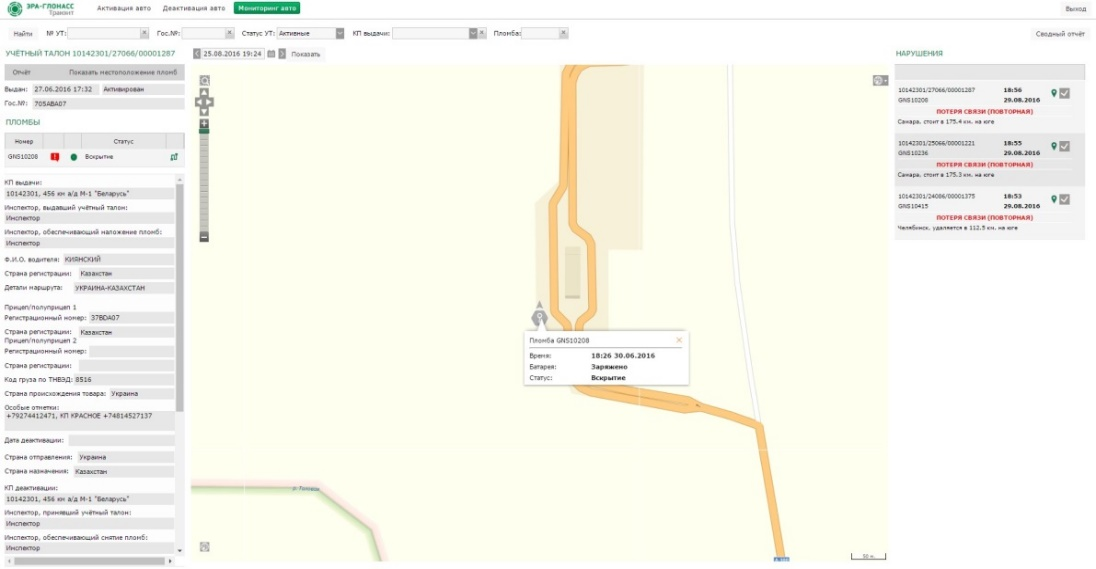 ЭРА-ГЛОНАСС
Транзит
Активация авто
Деактивация авто
Мониторинг авто
Выход
Найти
№ УТ:
Гос.№:
Статус УТ: Активные
КП выдачи:
Пломба:
Сводный отчёт
УЧЁТНЫЙ ТАЛОН 10142301/27066/00001287
25.08.2016 19:24
Показать
Отчёт
Показать местоположение пломб
Выдан: 27.06.2016 17:32 Активирован
Гос.№: 705ABA07
ПЛОМБЫ
Номер
Статус
GNS10208
Вскрытие
КП выдачи:
10142301, 456 км а/д М-1 "Беларусь"
Инспектор, выдавший учётный талон:
Инспектор
Инспектор, обеспечивающий наложение пломб:
Инспектор
Ф.И.О. водителя: КИЯНСКИЙ
Страна регистрации: Казахстан
Детали маршрута: УКРАИНА-КАЗАХСТАН
Прицеп/полуприцеп 1
Регистрационный номер: 37BDA07
Страна регистрации: Казахстан
Прицеп/полуприцеп 2
Регистрационный номер:
Страна регистрации:
Код груза по ТНВЭД: 8516
Страна происхождения товара: Украина
Особые отметки:
+79274412471, КП КРАСНОЕ +74814527137
Дата деактивации:
Страна отправления: Украина
Страна назначения: Казахстан
КП деактивации:
10142301, 456 км а/д М-1 "Беларусь"
Инспектор, принявший учётный талон:
Инспектор
Инспектор, обеспечивающий снятие пломб:
Инспектор
Пломба GNS10208
Время: 18:26 30.06.2016
Батарея: Заряжено
Статус: Вскрытие
50 м.
НАРУШЕНИЯ
10142301/27066/00001287 18:56
GNS10208 29.08.2016
ПОТЕРЯ СВЯЗИ (ПОВТОРНАЯ)
Самара, стоит в 175.4 км. на юге
10142301/25066/00001221 18:55
GNS10236 29.08.2016
ПОТЕРЯ СВЯЗИ (ПОВТОРНАЯ)
Самара, стоит в 175.3 км. на юге
10142301/24086/00001375 18:53
GNS10415 29.08.2016
ПОТЕРЯ СВЯЗИ (ПОВТОРНАЯ)
Челябинск, удаляется в 112.5 км. на юге